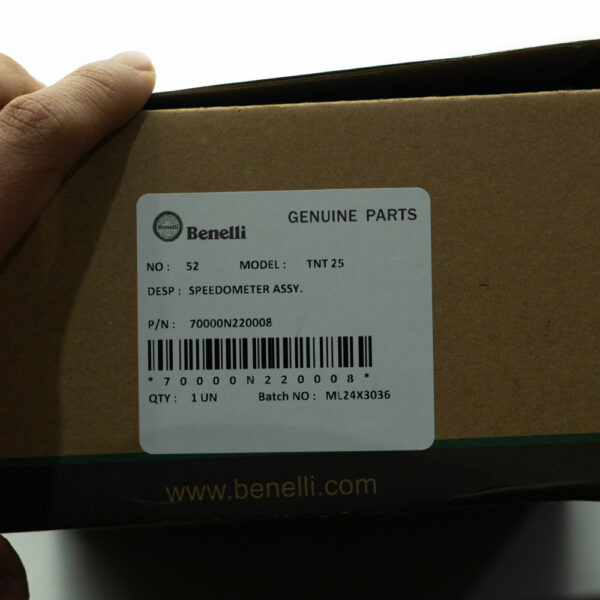 Benelli
Benelli
GENUINE PARTS
NO : 52 MODEL : TNT 25
DESP : SPEEDOMETER ASSY.
P/N : 70000N220008
*70000N220008*
QTY : 1 UN Batch NO : ML24X3036
www.benelli.com